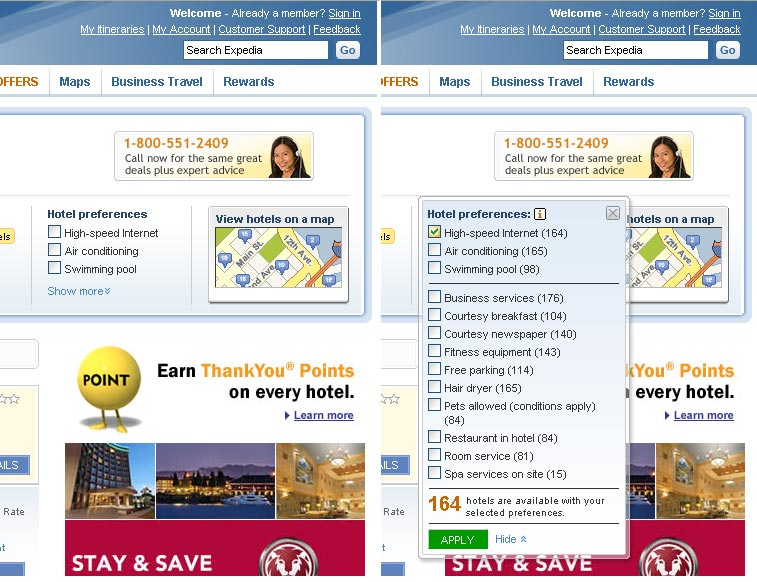 Welcome - Already a member? Sign in
My Itineraries | My Account | Customer Support | Feedback
Search Expedia Go
OFFERS Maps Business Travel Rewards
1-800-551-2409
Call now for the same great
deals plus expert advice
Hotel preferences
High-speed Internet
Air conditioning
Swimming pool
Show more
View hotels on a map
Main St.
12th Ave.
nd Ave.
els
Earn ThankYou® Points
on every hotel.
Learn more
POINT
AILS
Rate
t
STAY & SAVE
Welcome - Already a member? Sign in
My Itineraries | My Account | Customer Support | Feedback
Search Expedia Go
OFFERS Maps Business Travel Rewards
1-800-551-2409
Call now for the same great
deals plus expert advice
Hotel preferences:
High-speed Internet (164)
Air conditioning (165)
Swimming pool (98)
Business services (176)
Courtesy breakfast (104)
Courtesy newspaper (140)
Fitness equipment (143)
Free parking (114)
Hair dryer (165)
Pets allowed (conditions apply)
(84)
Restaurant in hotel (84)
Room service (81)
Spa services on site (15)
164 hotels are available with your
selected preferences.
APPLY Hide
hotels on a map
12th Ave.
els
kYou® Points
n every hotel.
Learn more
AILS
Rate
t
STAY & SAVE